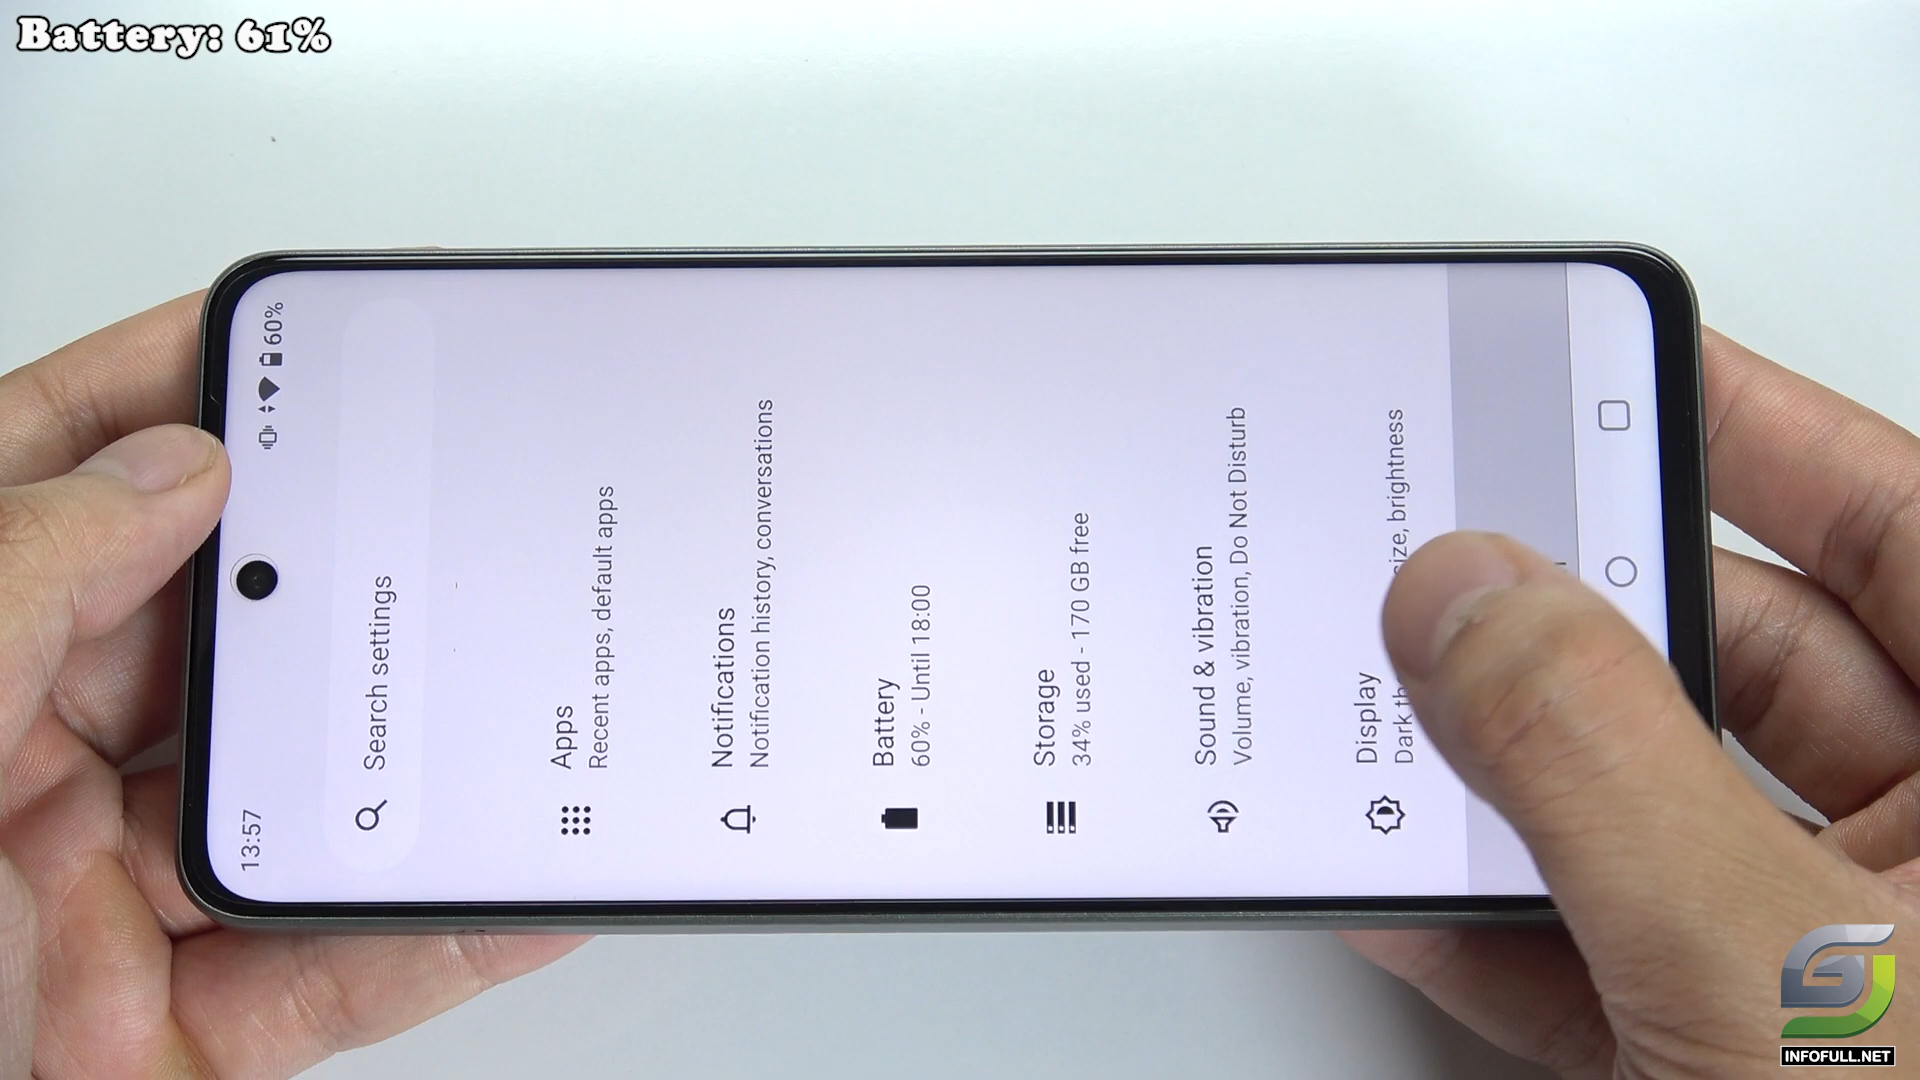 Battery: 61%
13:57
60%
Search settings
Apps
Recent apps, default apps
Notifications
Notification history, conversations
Battery
60% - Until 18:00
Storage
34% used - 170 GB free
Sound & vibration
Volume, vibration, Do Not Disturb
Display
Dark size, brightness
INFOFULL.NET